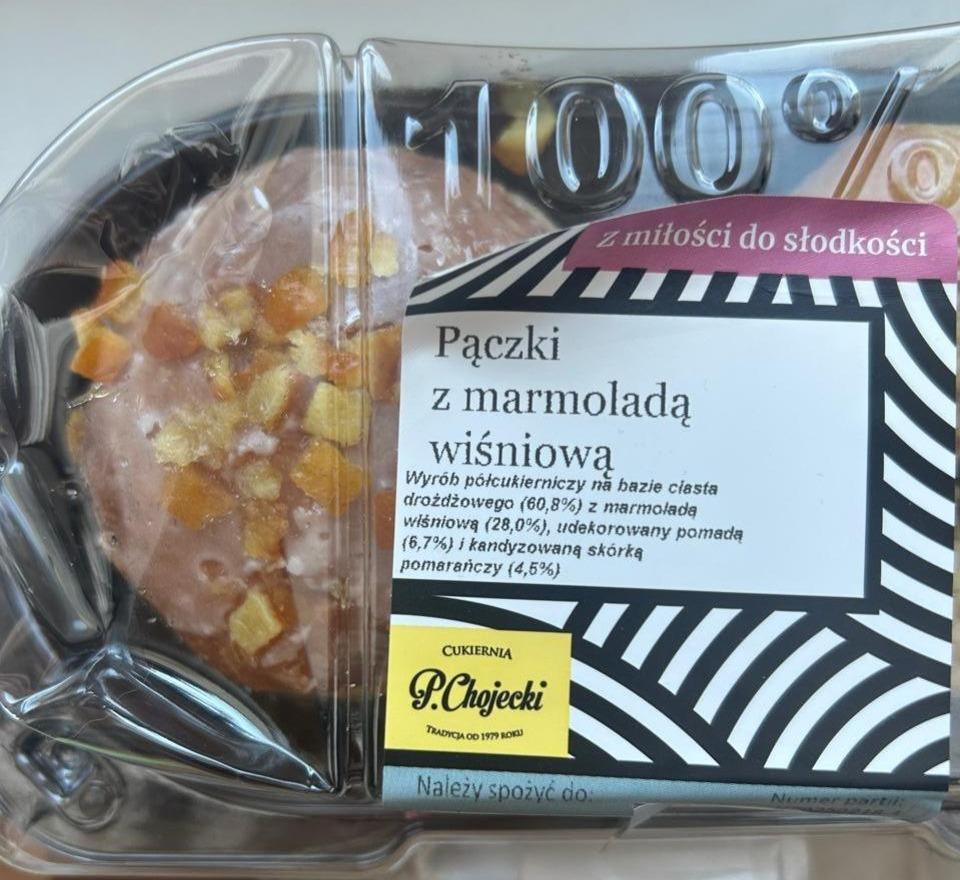 100%
z miłości do słodkości
Pączki
z marmoladą
wiśniową
Wyrób półcukierniczy na bazie ciasta
drożdżowego (60,8%) z marmoladą
wiśniową (28,0%), udekorowany pomadą
(6,7%) i kandyzowaną skórką
pomarańczy (4,5%)
CUKIERNIA
P.Chojecki
TRADYCJA OD 1979 ROKU
Należy spożyć do:
Numer partii: